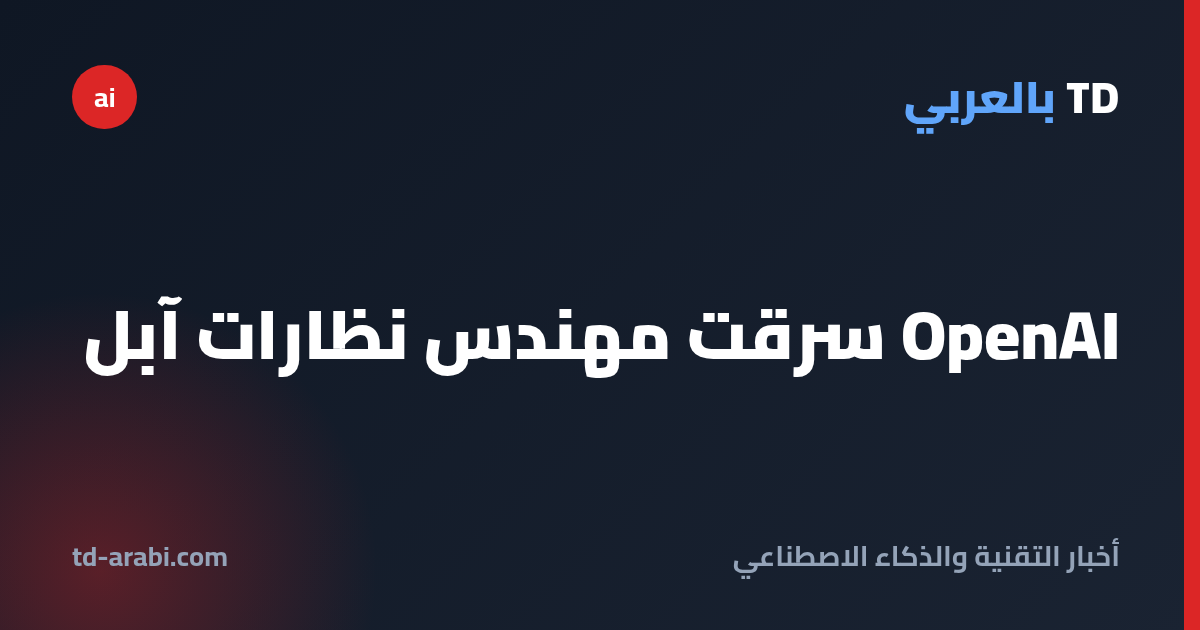 TD بالعربي
ai
OpenAI سرقت مهندس نظارات آبل
أخبار التقنية والذكاء الاصطناعي
td-arabi.com